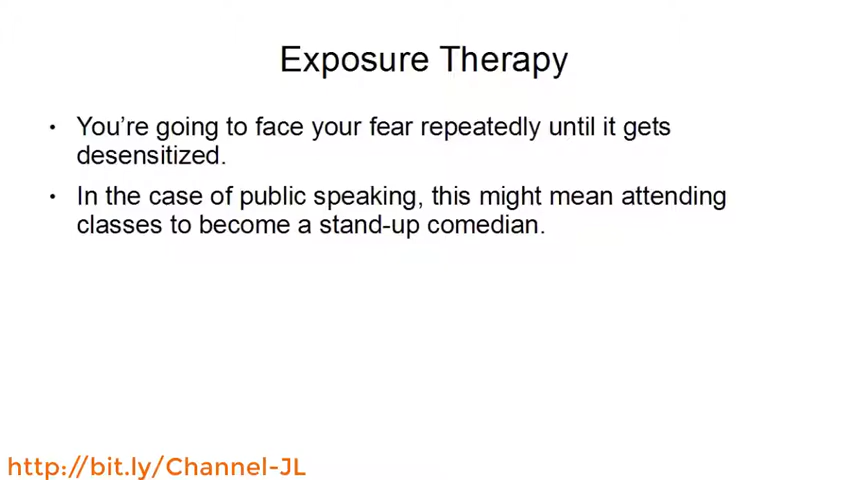 Exposure Therapy
• You’re going to face your fear repeatedly until it gets
desensitized.
• In the case of public speaking, this might mean attending
classes to become a stand-up comedian.
http://bit.ly/Channel-JL